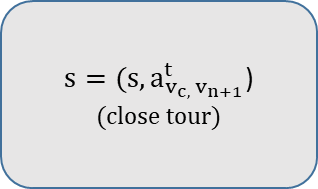 s = (s, a^t_{v_c, v_{n+1}})
(close tour)